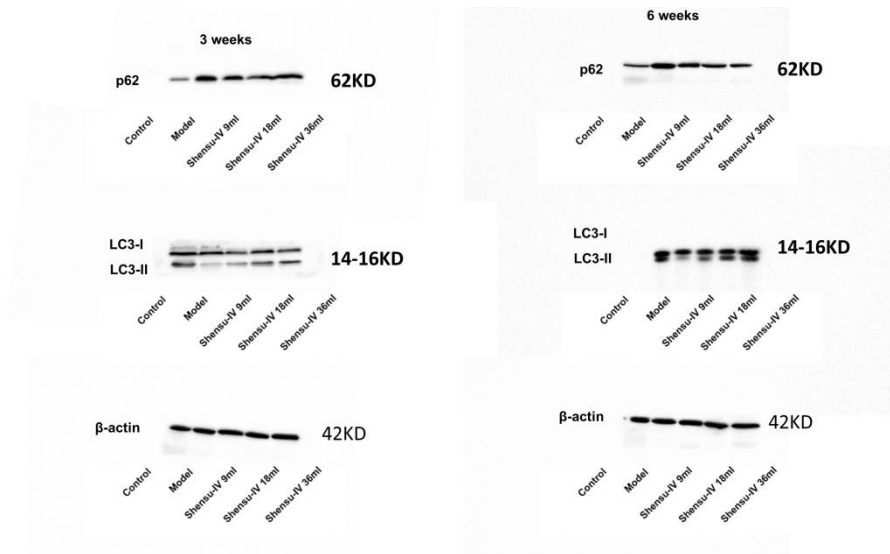 3 weeks
p62
62KD
Control
Model
Shensu-IV 9ml
Shensu-IV 18ml
Shensu-IV 36ml
LC3-I
LC3-II
14-16KD
Control
Model
Shensu-IV 9ml
Shensu-IV 18ml
Shensu-IV 36ml
β-actin
42KD
Control
Model
Shensu-IV 9ml
Shensu-IV 18ml
Shensu-IV 36ml
6 weeks
p62
62KD
Control
Model
Shensu-IV 9ml
Shensu-IV 18ml
Shensu-IV 36ml
LC3-I
LC3-II
14-16KD
Control
Model
Shensu-IV 9ml
Shensu-IV 18ml
Shensu-IV 36ml
β-actin
42KD
Control
Model
Shensu-IV 9ml
Shensu-IV 18ml
Shensu-IV 36ml